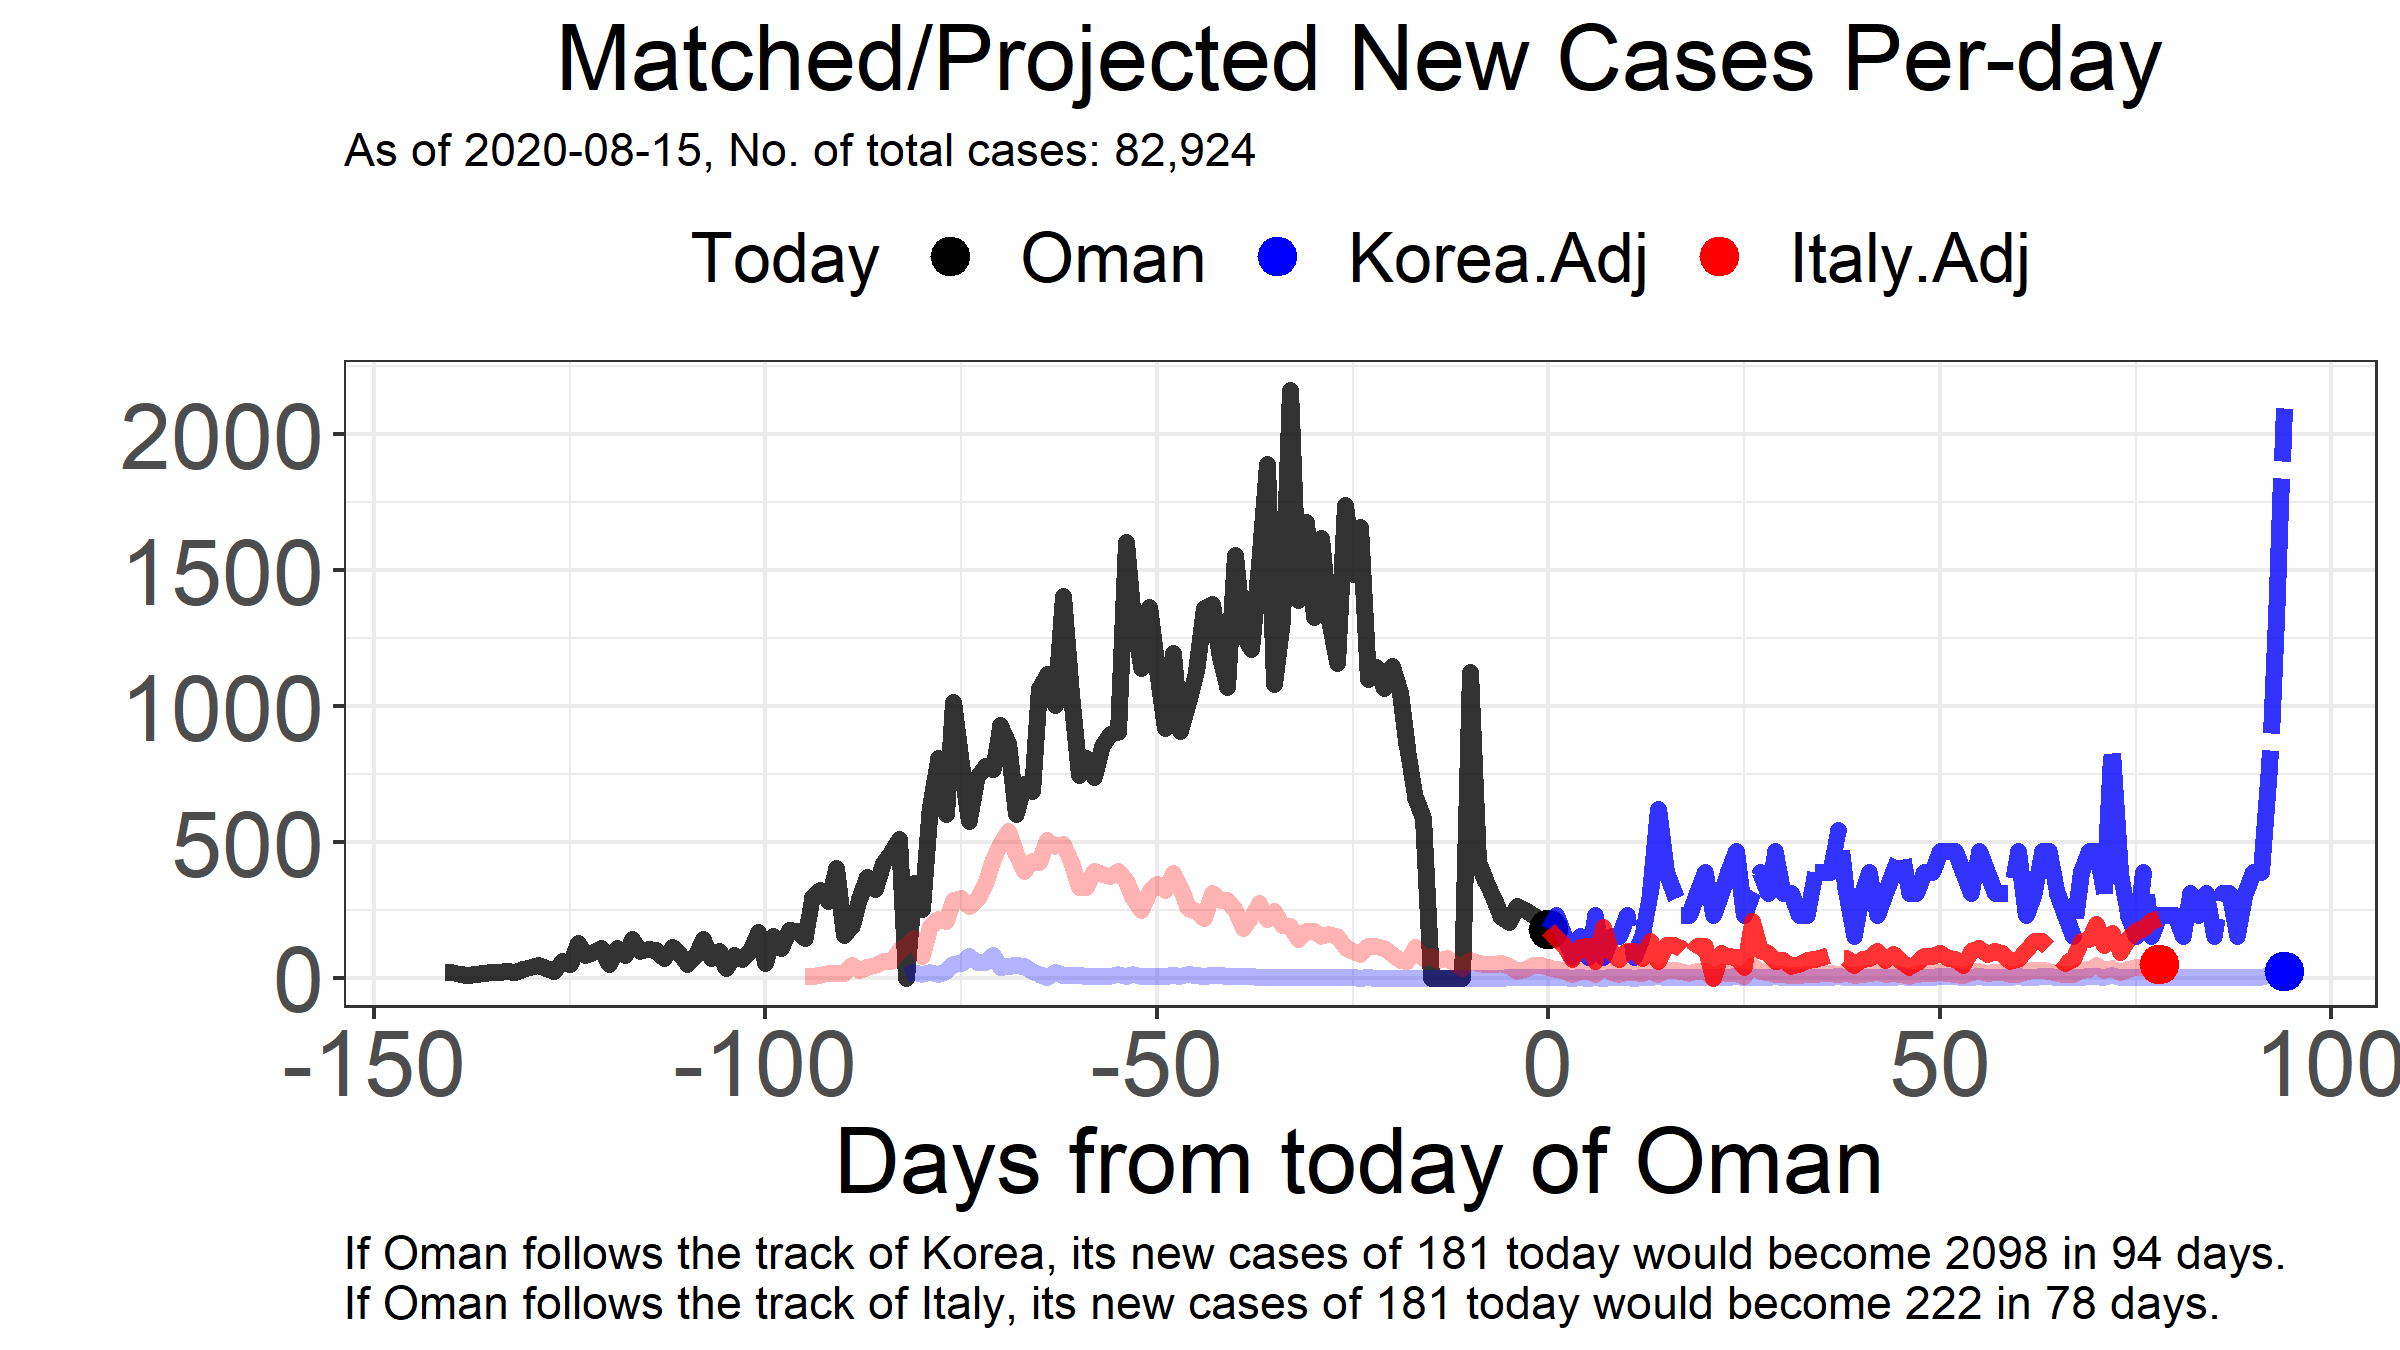 Matched/Projected New Cases Per-day
As of 2020-08-15, No. of total cases: 82,924
Today Oman Korea.Adj Italy.Adj
2000
1500
1000
500
0
-150 -100 -50 0 50 100
Days from today of Oman
If Oman follows the track of Korea, its new cases of 181 today would become 2098 in 94 days.
If Oman follows the track of Italy, its new cases of 181 today would become 222 in 78 days.